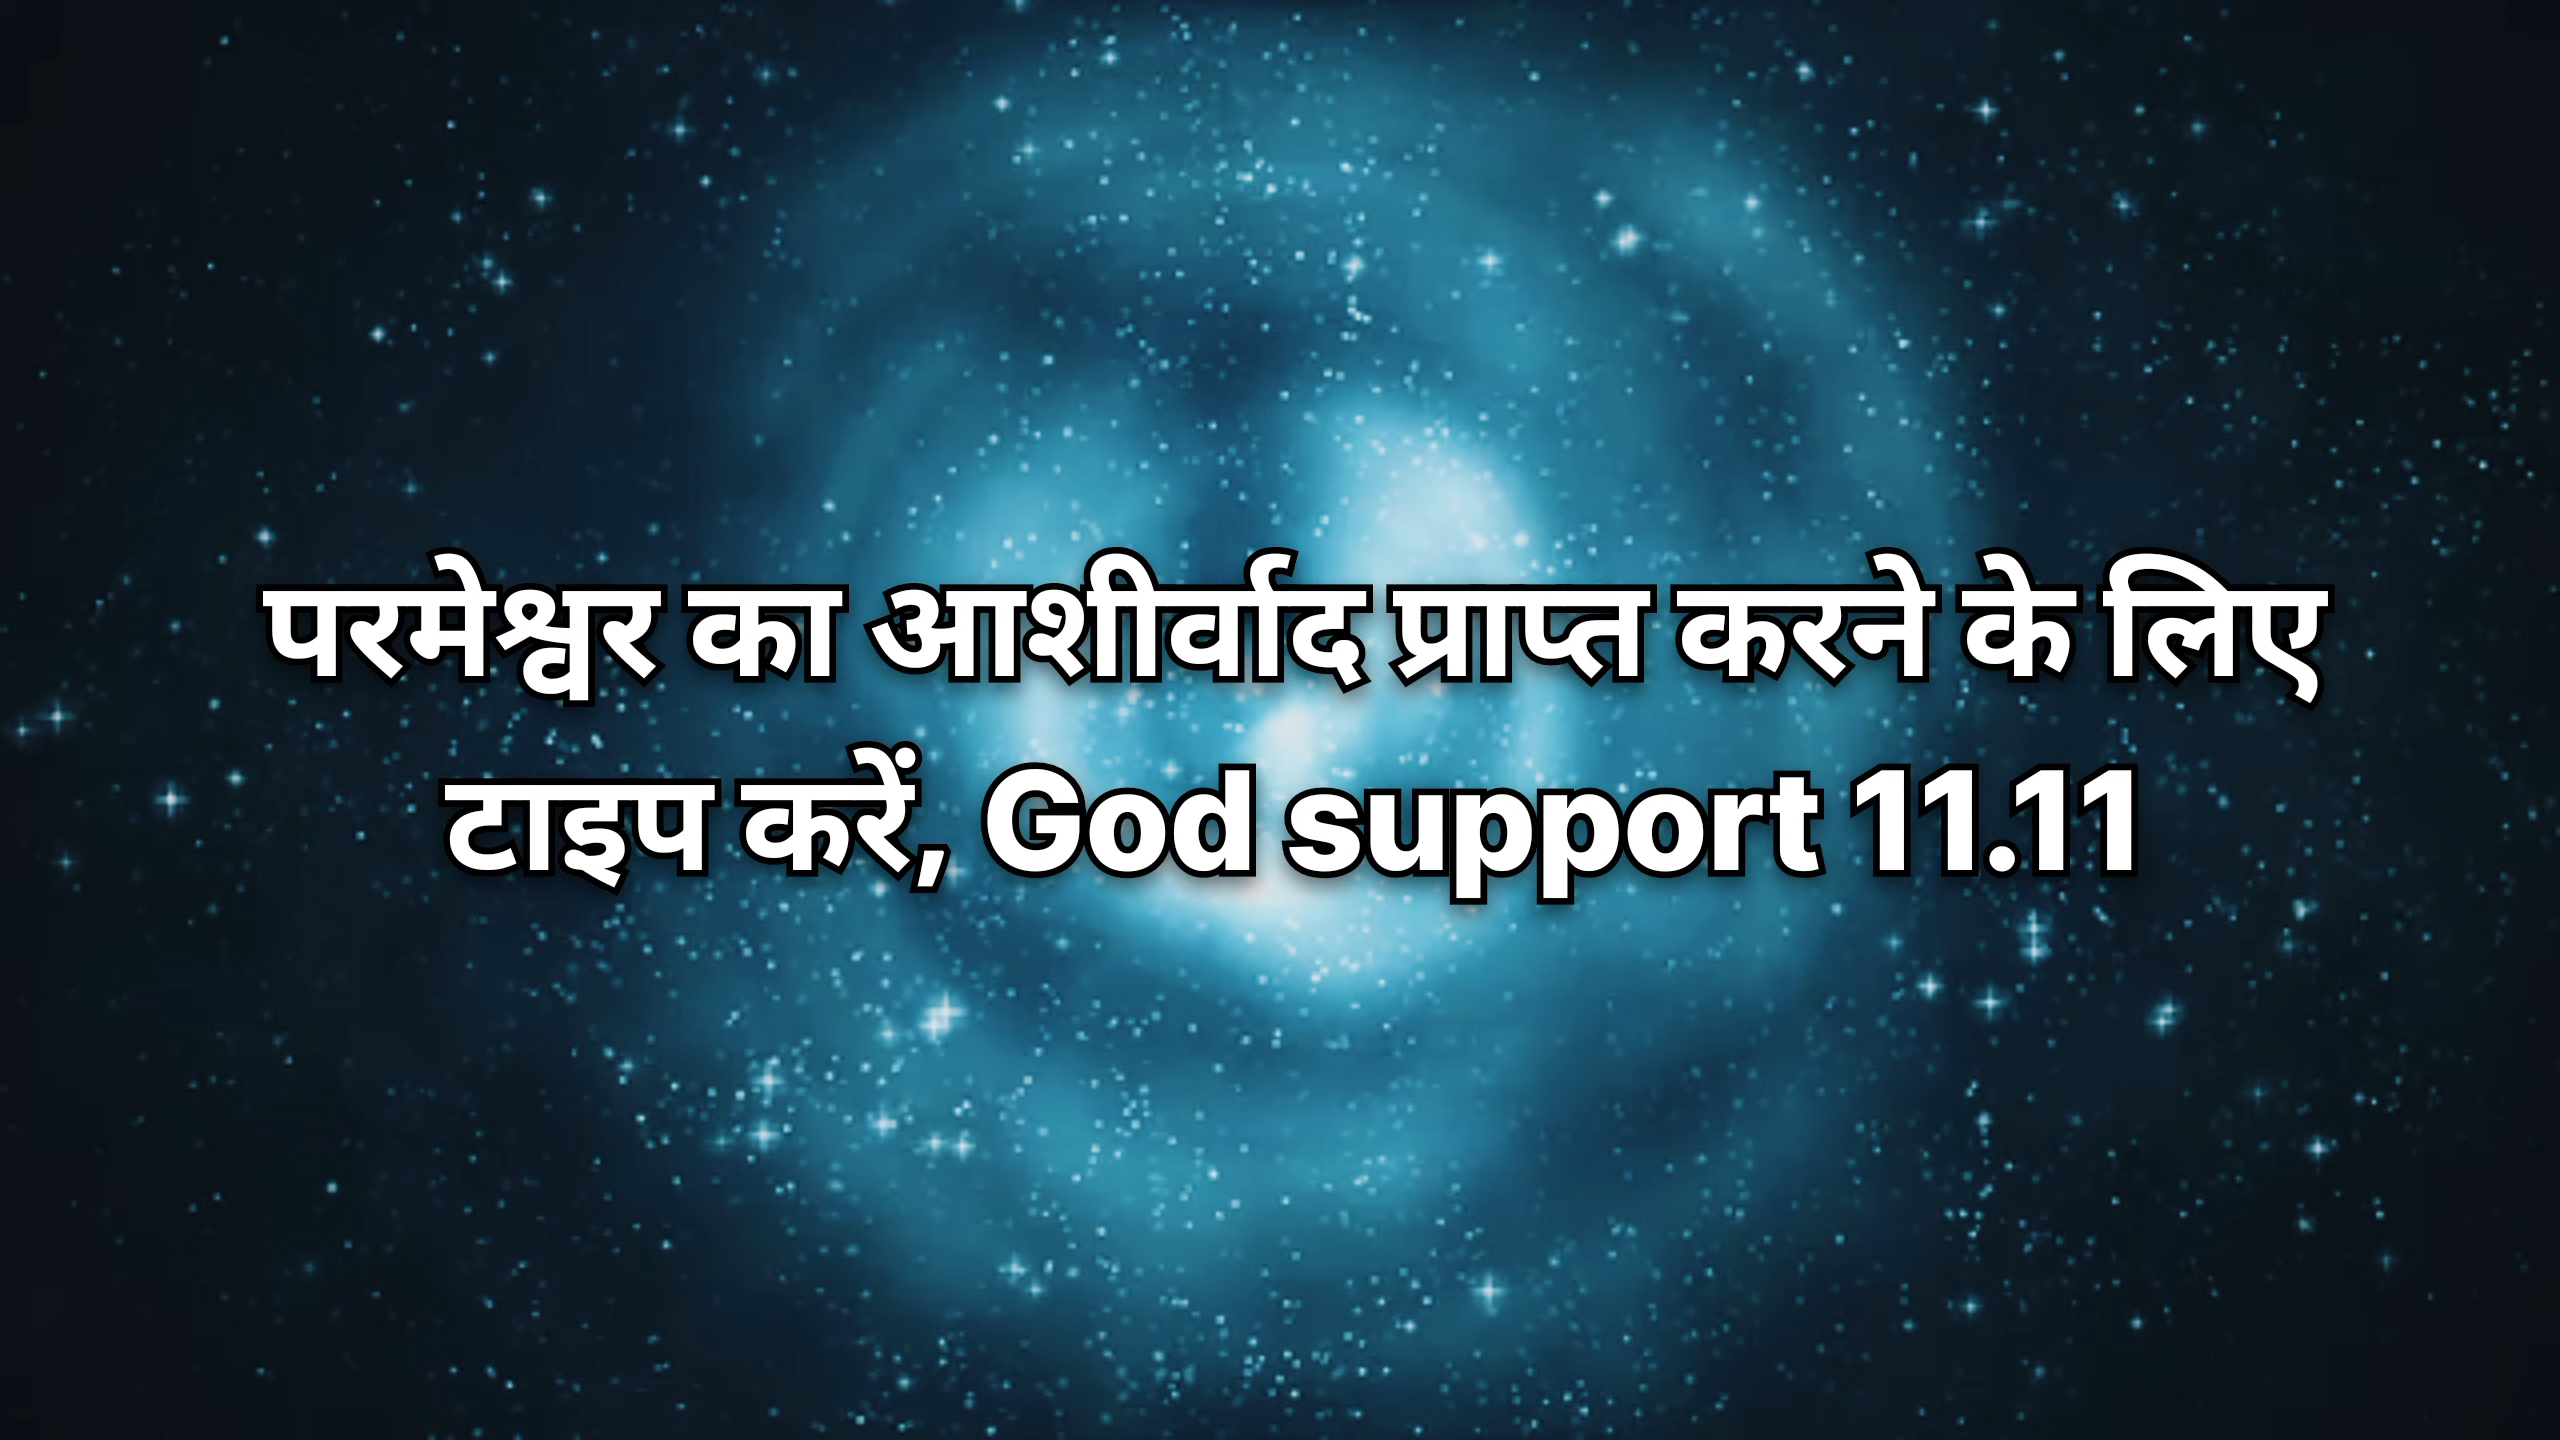 परमेश्वर का आशीर्वाद प्राप्त करने के लिए
टाइप करें, God support 11.11